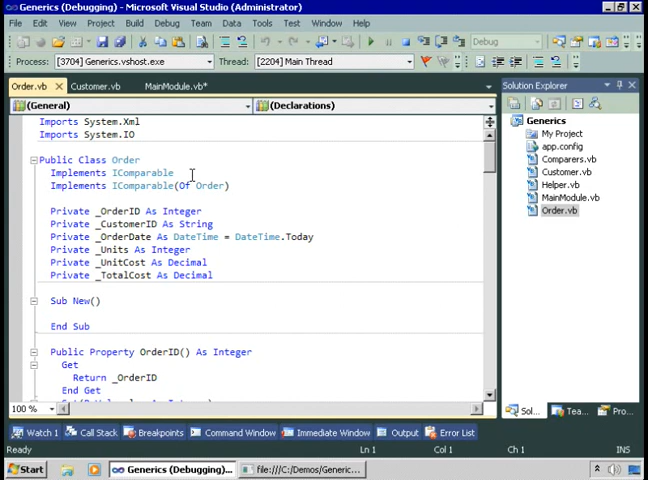 Generics (Debugging) - Microsoft Visual Studio (Administrator)
File Edit View Project Build Debug Team Data Tools Test Window Help
Debug
Process: [3704] Generics.vshost.exe Thread: [2204] Main Thread
Order.vb Customer.vb MainModule.vb*
(General) (Declarations)
Imports System.Xml
Imports System.IO
Public Class Order
Implements IComparable
Implements IComparable(Of Order)
Private _OrderID As Integer
Private _CustomerID As String
Private _OrderDate As DateTime = DateTime.Today
Private _Units As Integer
Private _UnitCost As Decimal
Private _TotalCost As Decimal
Sub New()
End Sub
Public Property OrderID() As Integer
Get
Return _OrderID
End Get
100 %
Solution Explorer
Generics
My Project
app.config
Comparers.vb
Customer.vb
Helper.vb
MainModule.vb
Order.vb
Sol... Tea... Pro...
Watch 1 Call Stack Breakpoints Command Window Immediate Window Output Error List
Ready Ln 1 Col 1 Ch 1 INS
Start Generics (Debugging)... file:///C:/Demos/Generic...